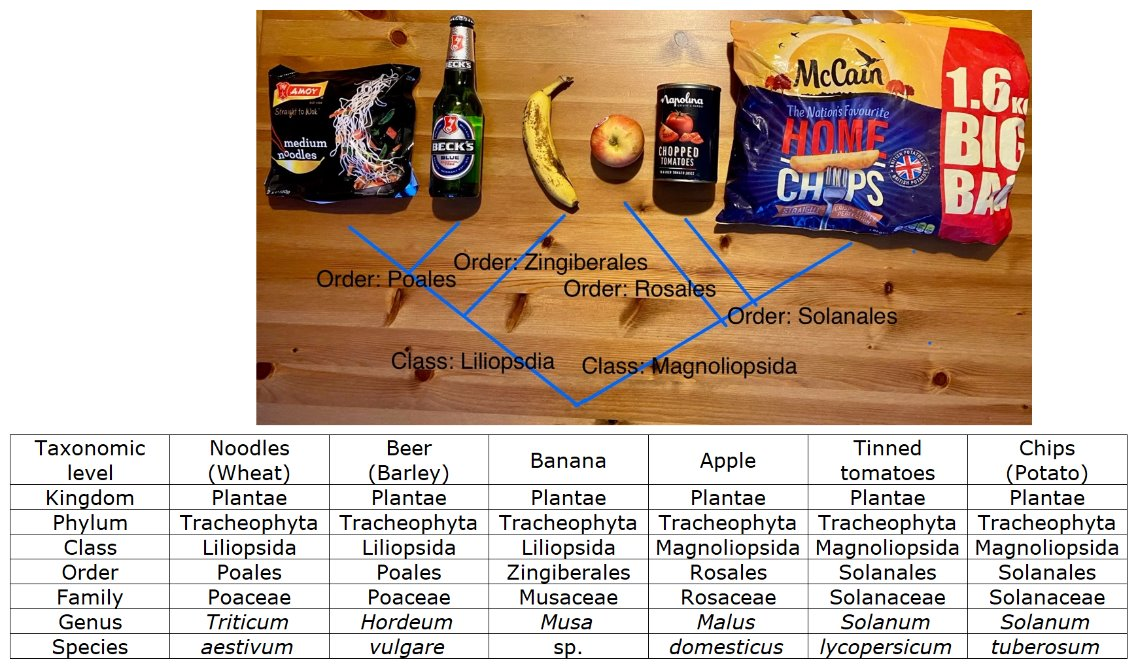 AMOY
Straight to Wok
medium
noodles
BECK'S
BECK'S
BLUE
Napolina
CHOPPED
TOMATOES
McCain
The Nation's Favourite
HOME
CHIPS
STRAIGHT
BRITISH POTATOES
1.6KG
BIG
BAG
Order: Poales
Order: Zingiberales
Order: Rosales
Order: Solanales
Class: Liliopsdia
Class: Magnoliopsida
Taxonomic level Noodles (Wheat) Beer (Barley) Banana Apple Tinned tomatoes Chips (Potato)
Kingdom Plantae Plantae Plantae Plantae Plantae Plantae
Phylum Tracheophyta Tracheophyta Tracheophyta Tracheophyta Tracheophyta Tracheophyta
Class Liliopsida Liliopsida Liliopsida Magnoliopsida Magnoliopsida Magnoliopsida
Order Poales Poales Zingiberales Rosales Solanales Solanales
Family Poaceae Poaceae Musaceae Rosaceae Solanaceae Solanaceae
Genus Triticum Hordeum Musa Malus Solanum Solanum
Species aestivum vulgare sp. domesticus lycopersicum tuberosum